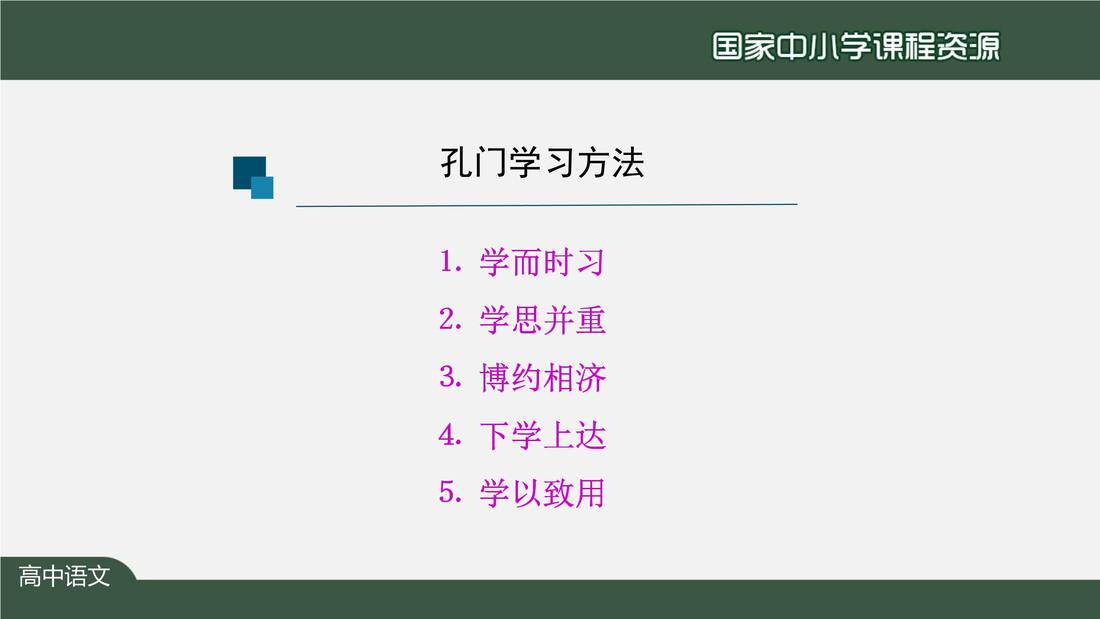 国家中小学课程资源
孔门学习方法
1. 学而时习
2. 学思并重
3. 博约相济
4. 下学上达
5. 学以致用
高中语文